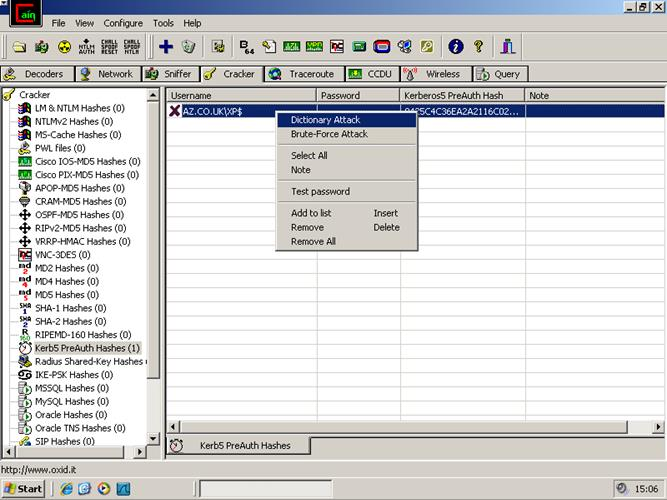 Cain
File View Configure Tools Help
NTLM AUTH CHALL SPOOF RESET CHALL SPOOF NTLM B 64
Decoders Network Sniffer Cracker Traceroute CCDU Wireless Query
Cracker
LM & NTLM Hashes (0)
NTLMv2 Hashes (0)
MS-Cache Hashes (0)
PWL files (0)
Cisco IOS-MD5 Hashes (0)
Cisco PIX-MD5 Hashes (0)
APOP-MD5 Hashes (0)
CRAM-MD5 Hashes (0)
OSPF-MD5 Hashes (0)
RIPv2-MD5 Hashes (0)
VRRP-HMAC Hashes (0)
VNC-3DES (0)
MD2 Hashes (0)
MD4 Hashes (0)
MD5 Hashes (0)
SHA-1 Hashes (0)
SHA-2 Hashes (0)
RIPEMD-160 Hashes (0)
Kerb5 PreAuth Hashes (1)
Radius Shared-Key Hashes
IKE-PSK Hashes (0)
MSSQL Hashes (0)
MySQL Hashes (0)
Oracle Hashes (0)
Oracle TNS Hashes (0)
SIP Hashes (0)
Username Password Kerberos5 PreAuth Hash Note
AZ.CO.UK\XP$
Dictionary Attack
Brute-Force Attack
Select All
Note
Test password
Add to list Insert
Remove Delete
Remove All
Kerb5 PreAuth Hashes
http://www.oxid.it
Start 15:06